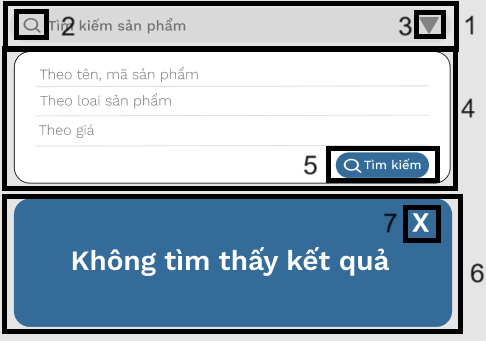 2 Tìm kiếm sản phẩm 3 1
Theo tên, mã sản phẩm
Theo loại sản phẩm 4
Theo giá
5 Tìm kiếm
7 X
Không tìm thấy kết quả 6